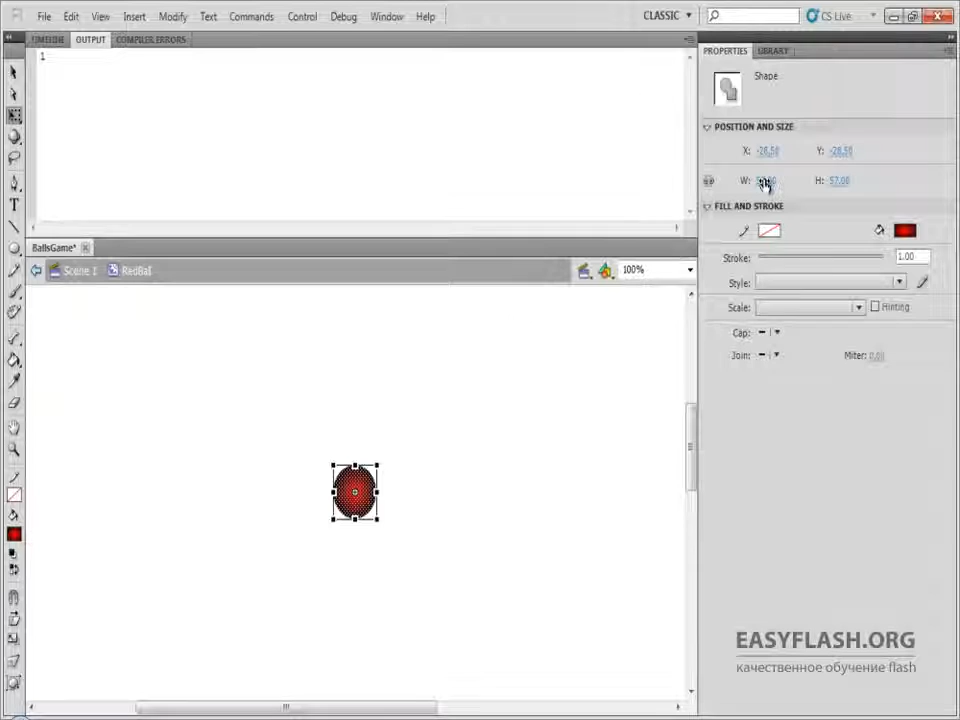 File Edit View Insert Modify Text Commands Control Debug Window Help CLASSIC CS Live
TIMELINE OUTPUT COMPILER ERRORS
1
PROPERTIES LIBRARY
Shape
POSITION AND SIZE
X: -28,50 Y: -28,50
W: H: 57,00
FILL AND STROKE
Stroke: 1.00
Style:
Scale: Hinting
Cap:
Join: Miter: 0,00
BallsGame*
Scene 1 RedBall 100%
EASYFLASH.ORG
качественное обучение flash